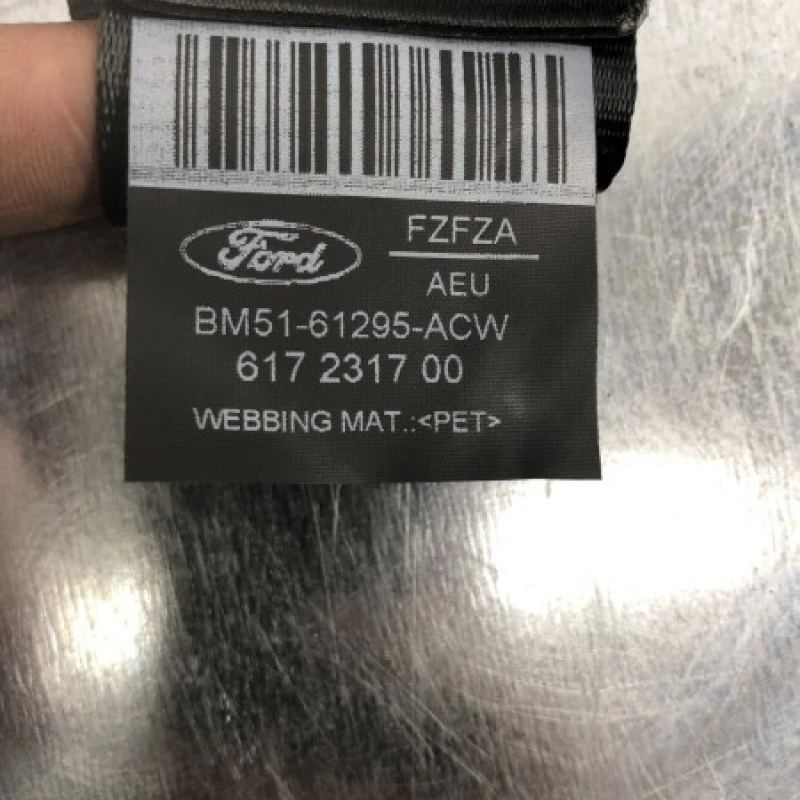 Ford
FZFZA
AEU
BM51-61295-ACW
617 2317 00
WEBBING MAT.:<PET>